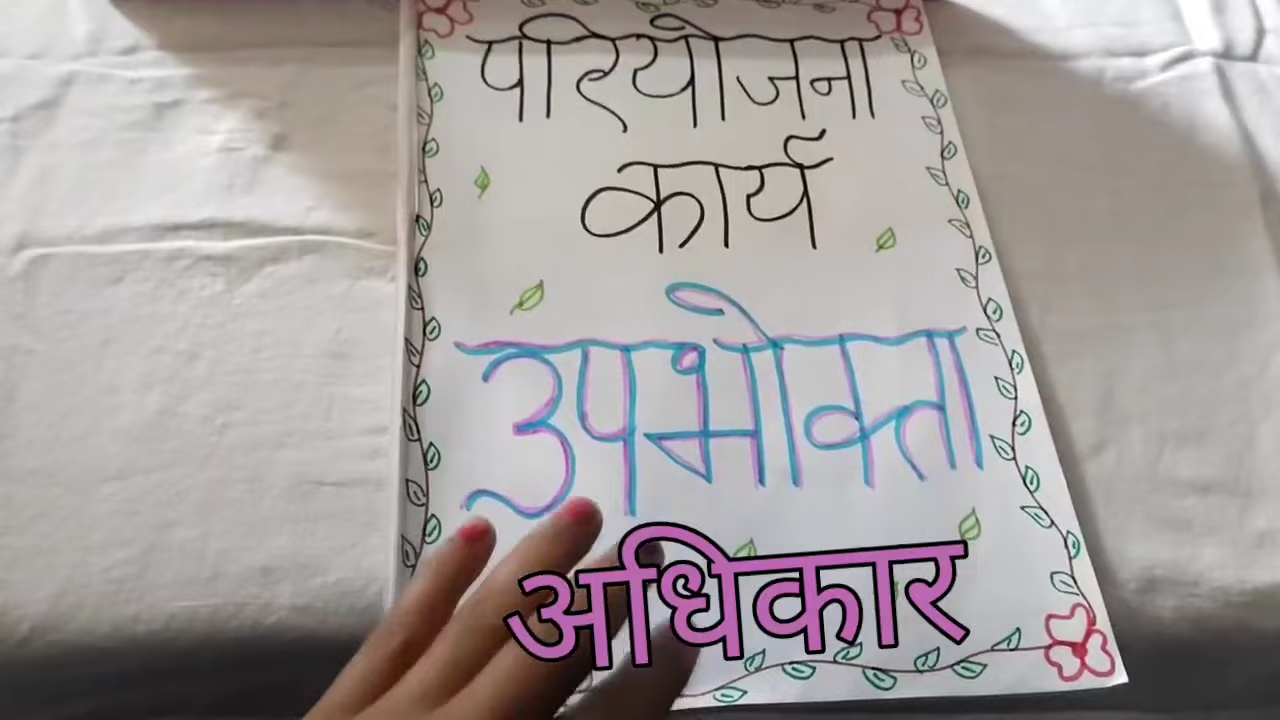 परियोजना
कार्य
उपभोक्ता
अधिकार